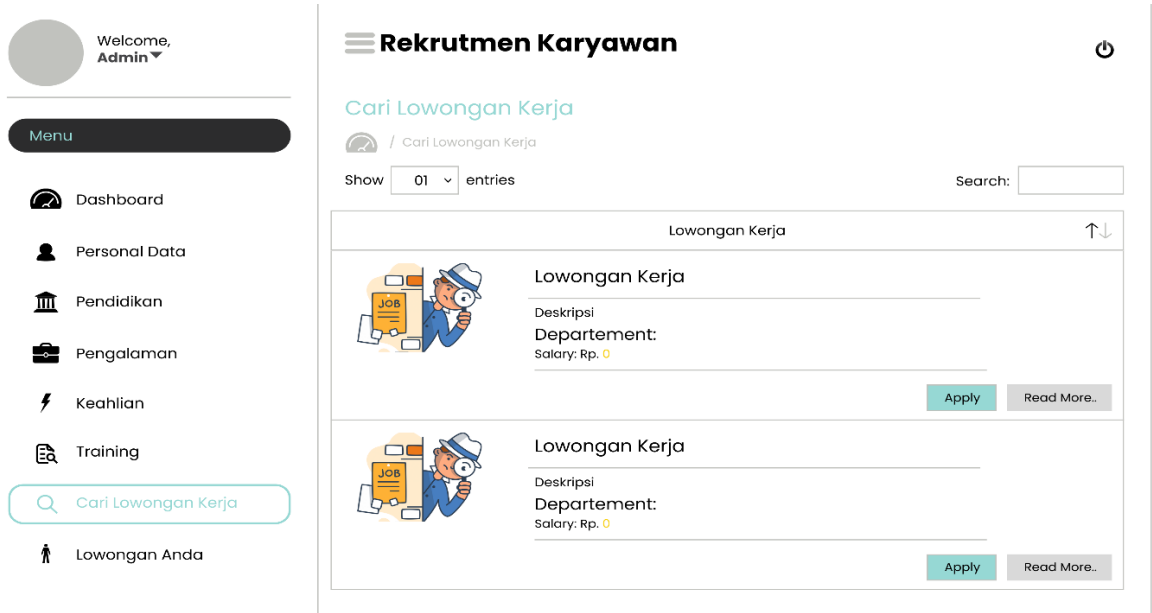 Welcome,
Admin
Menu
Dashboard
Personal Data
Pendidikan
Pengalaman
Keahlian
Training
Cari Lowongan Kerja
Lowongan Anda
Rekrutmen Karyawan
Cari Lowongan Kerja
/ Cari Lowongan Kerja
Show 01 entries
Search:
Lowongan Kerja
JOB
Lowongan Kerja
Deskripsi
Departement:
Salary: Rp. 0
Apply Read More..
JOB
Lowongan Kerja
Deskripsi
Departement:
Salary: Rp. 0
Apply Read More..